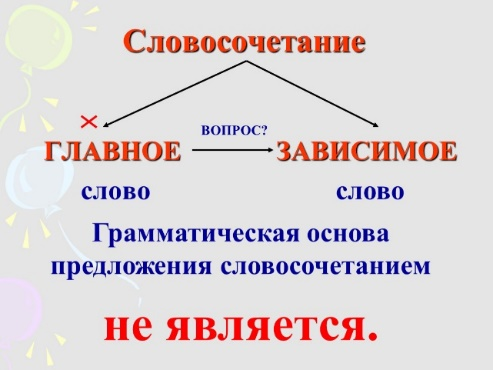 Словосочетание
ВОПРОС?
ГЛАВНОЕ ЗАВИСИМОЕ
слово слово
Грамматическая основа
предложения словосочетанием
не является.